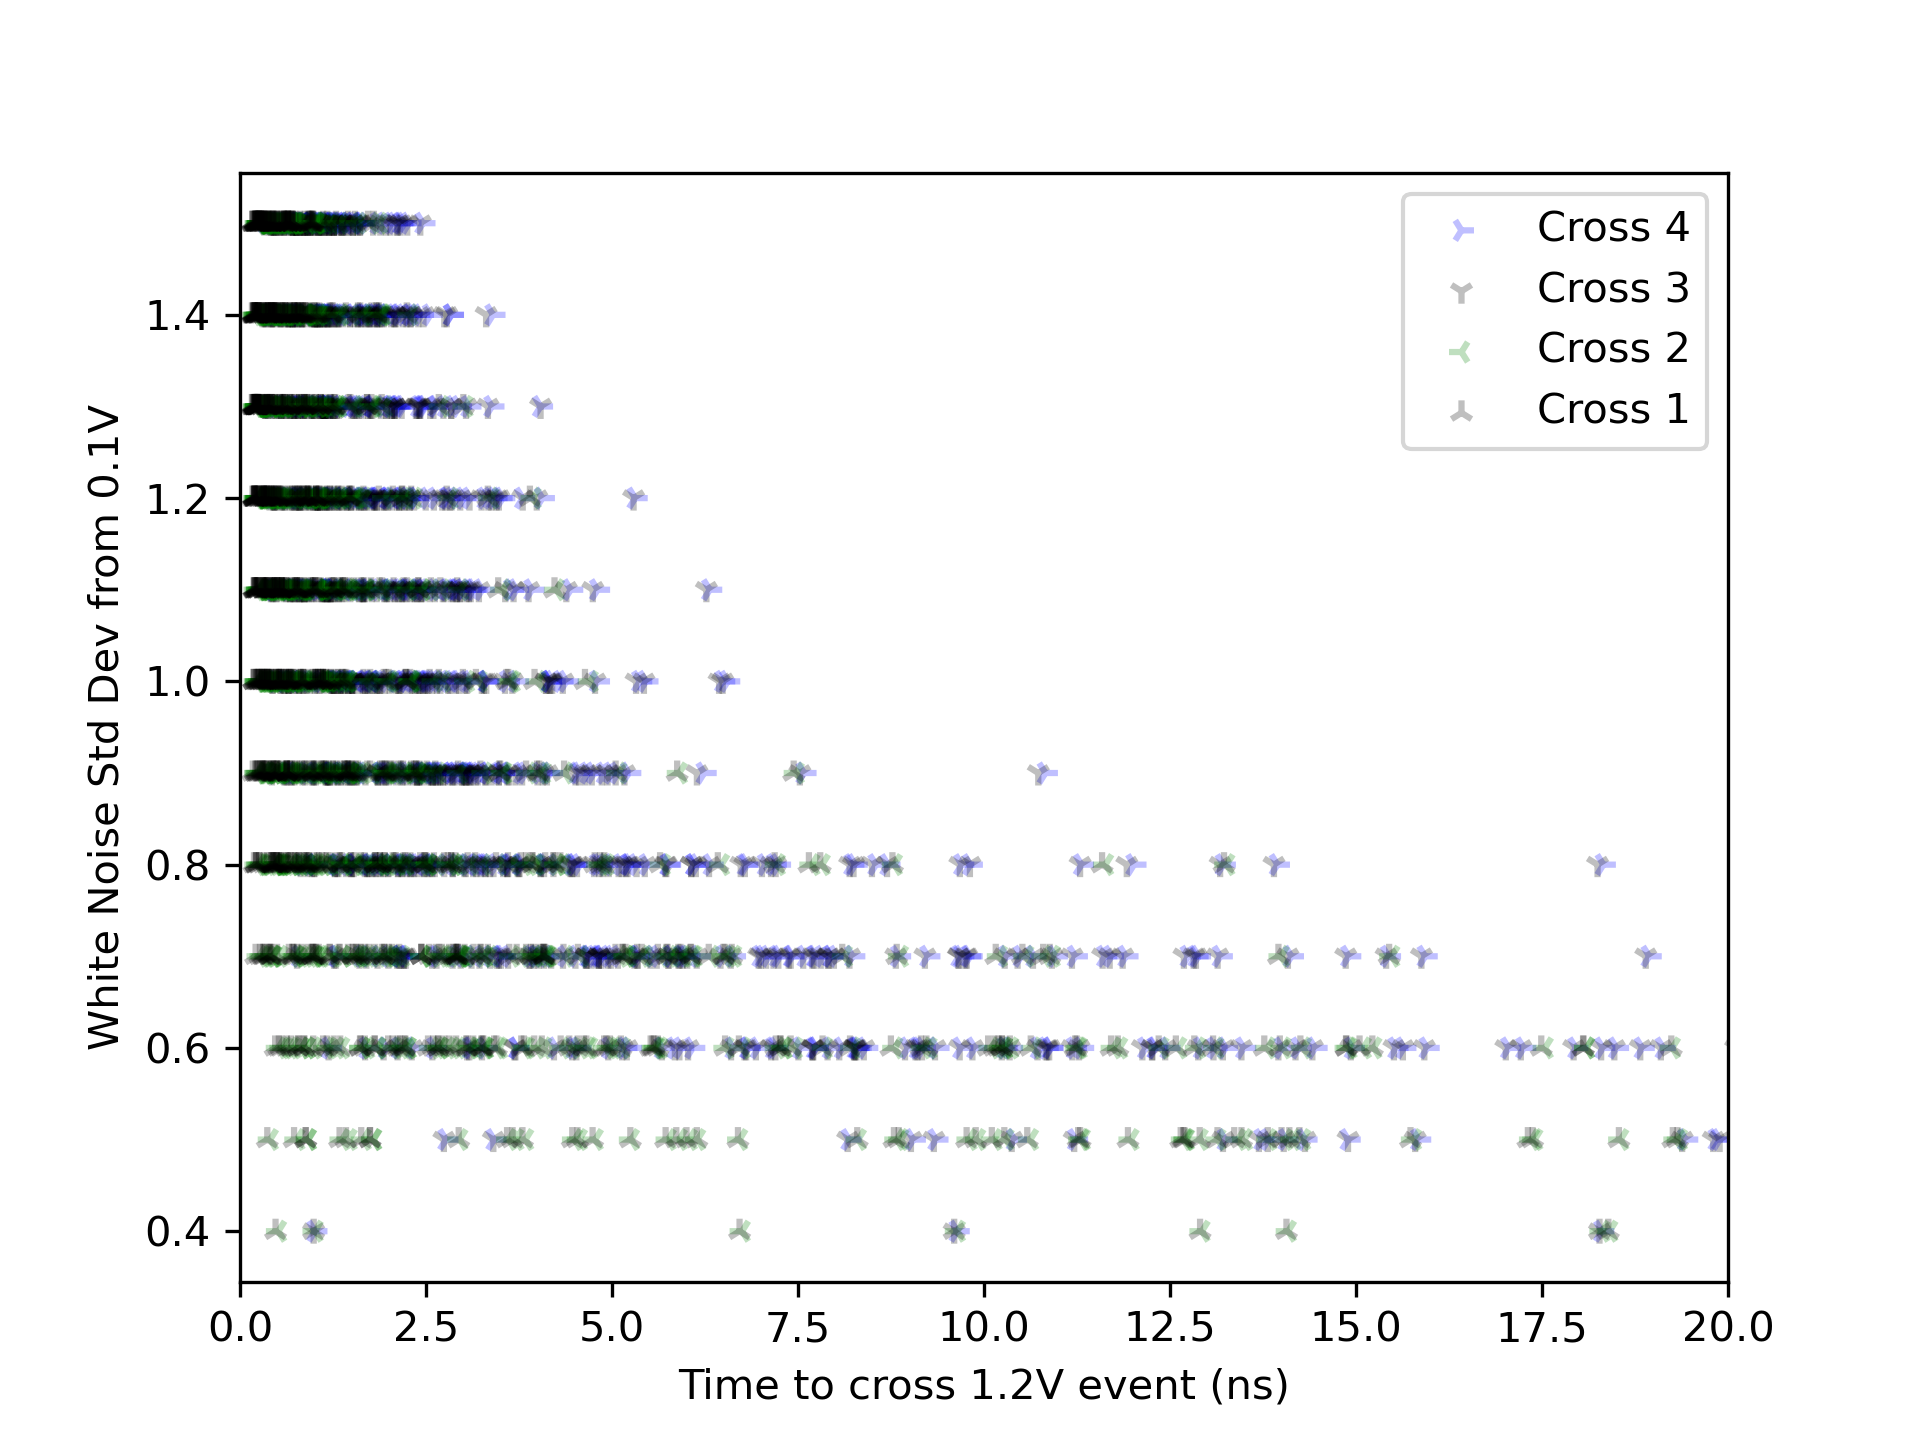 Cross 4
Cross 3
Cross 2
Cross 1
White Noise Std Dev from 0.1V
1.4
1.2
1.0
0.8
0.6
0.4
0.0 2.5 5.0 7.5 10.0 12.5 15.0 17.5 20.0
Time to cross 1.2V event (ns)